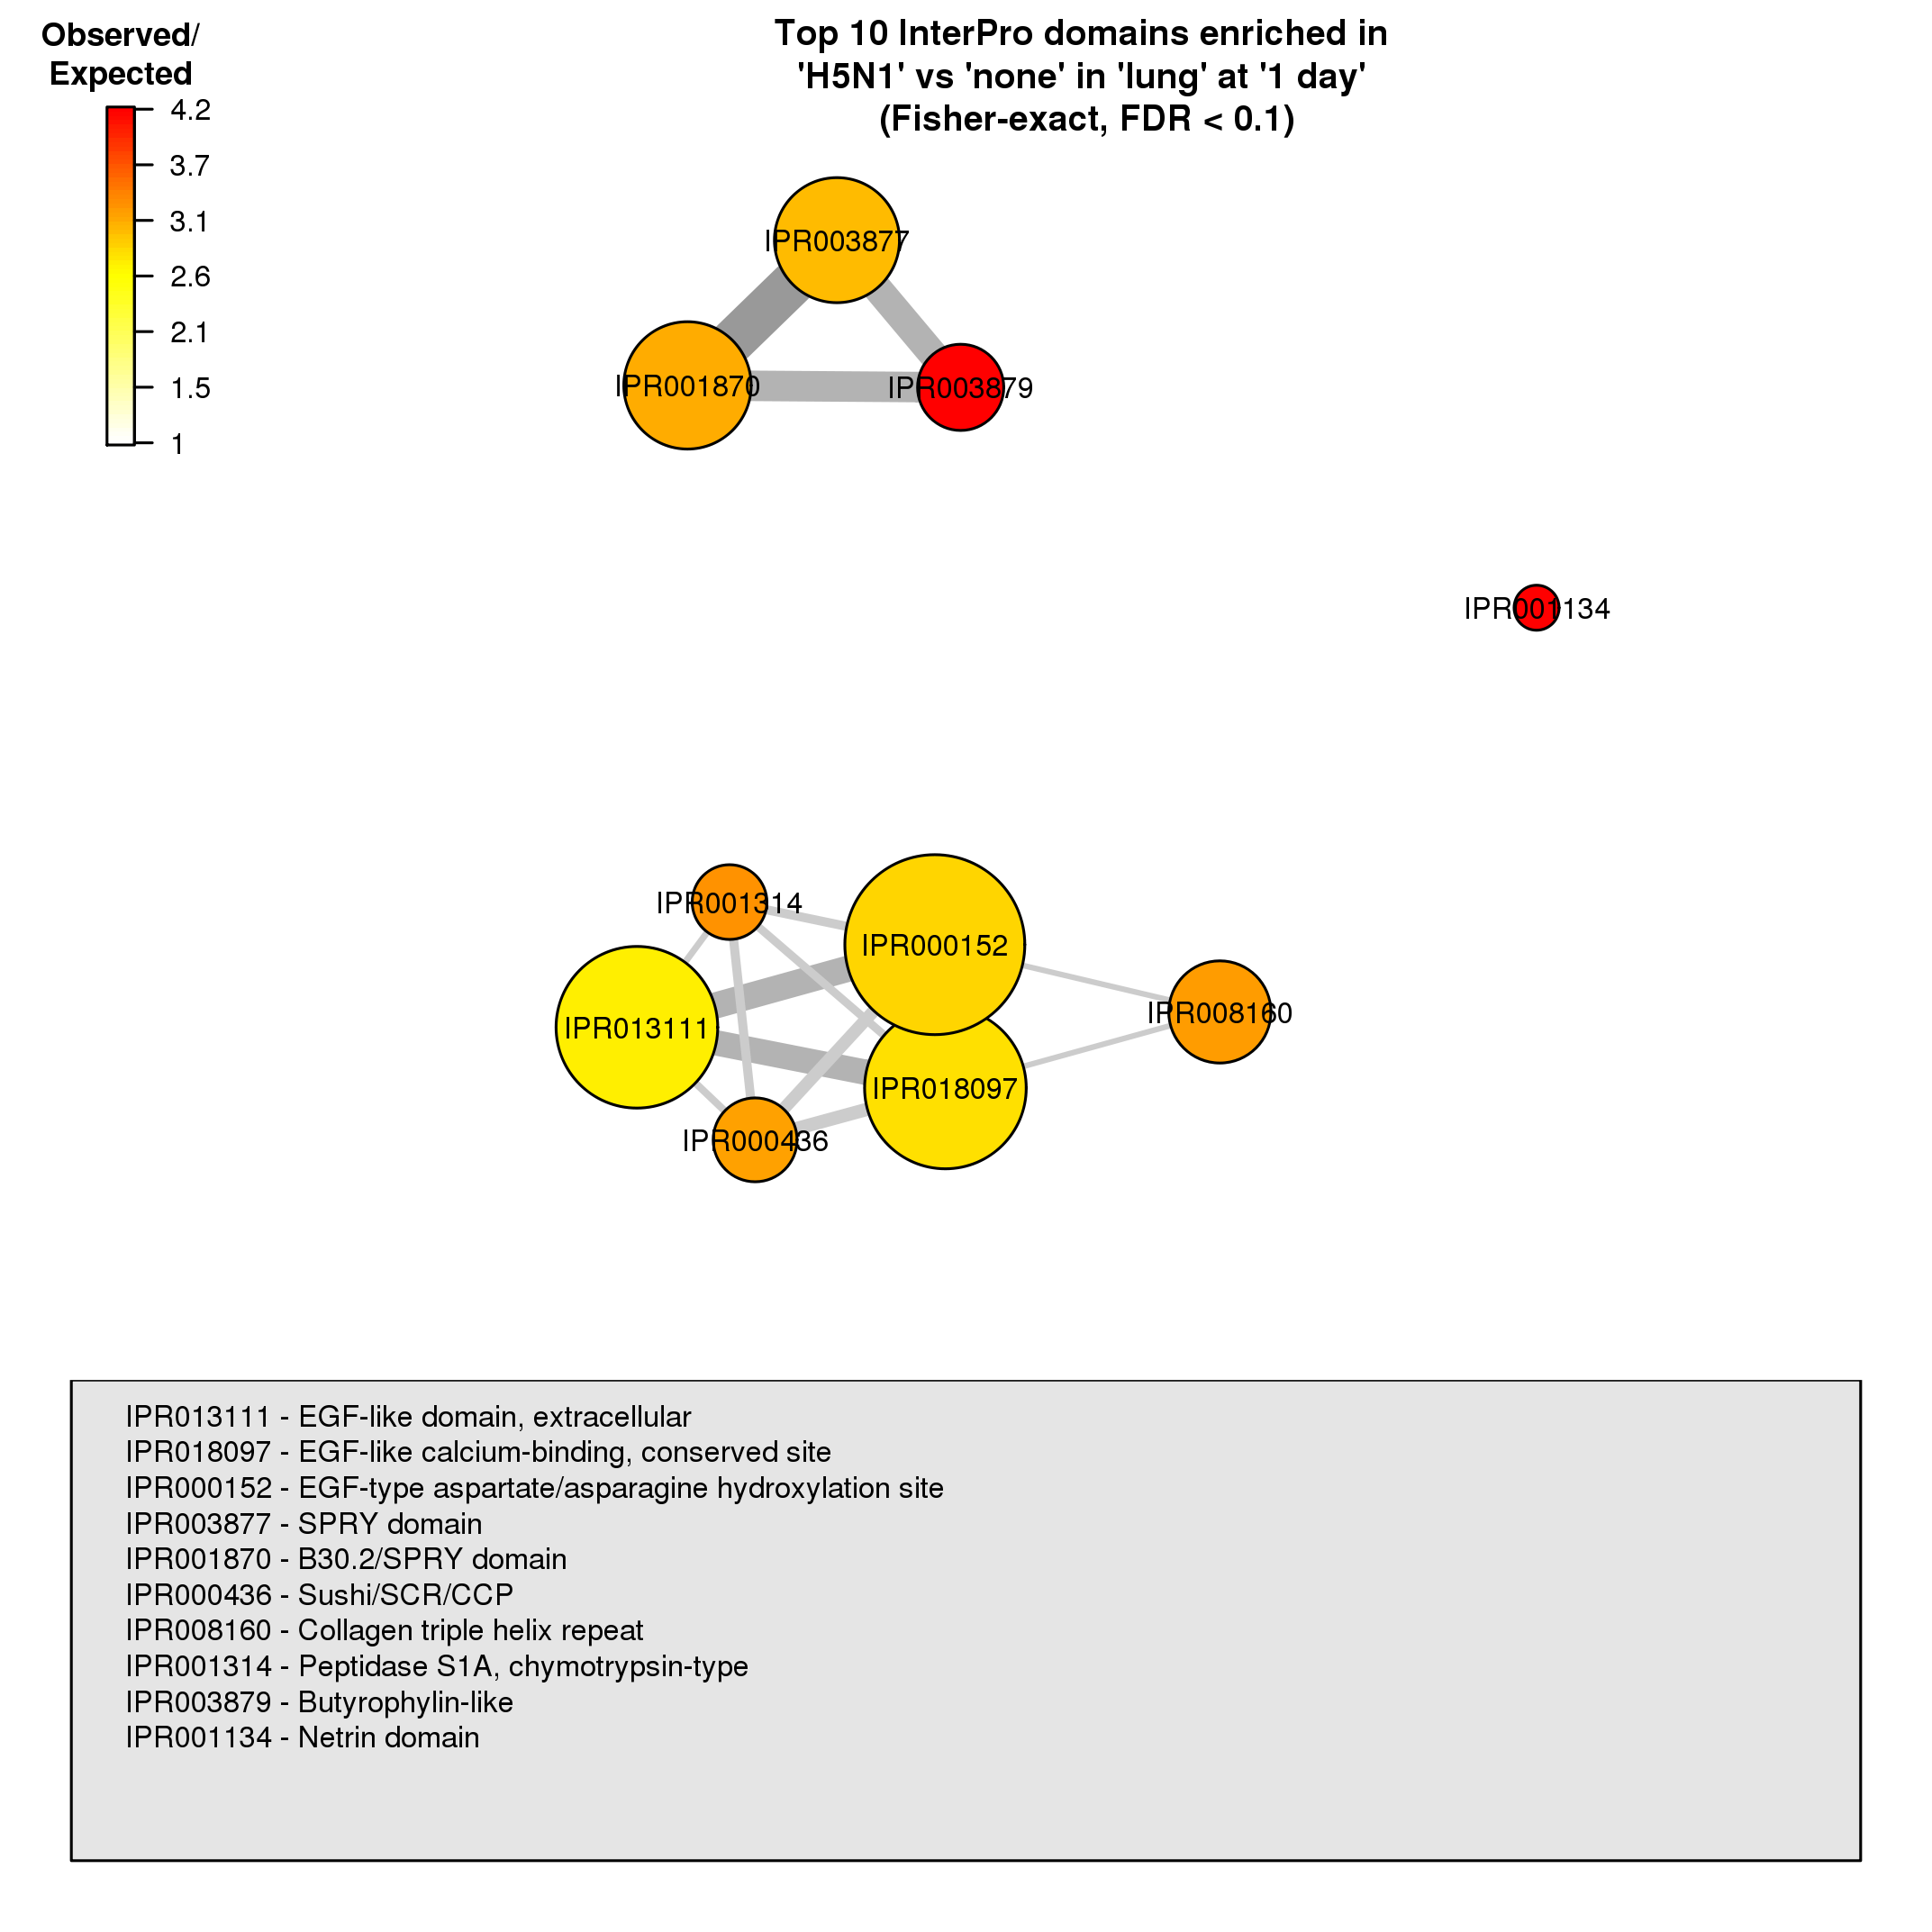 Observed/
Expected
4.2
3.7
3.1
2.6
2.1
1.5
1
Top 10 InterPro domains enriched in
'H5N1' vs 'none' in 'lung' at '1 day'
(Fisher-exact, FDR < 0.1)
IPR003877
IPR001870
IPR003879
IPR001134
IPR001314
IPR000152
IPR013111
IPR008160
IPR018097
IPR000436
IPR013111 - EGF-like domain, extracellular
IPR018097 - EGF-like calcium-binding, conserved site
IPR000152 - EGF-type aspartate/asparagine hydroxylation site
IPR003877 - SPRY domain
IPR001870 - B30.2/SPRY domain
IPR000436 - Sushi/SCR/CCP
IPR008160 - Collagen triple helix repeat
IPR001314 - Peptidase S1A, chymotrypsin-type
IPR003879 - Butyrophylin-like
IPR001134 - Netrin domain